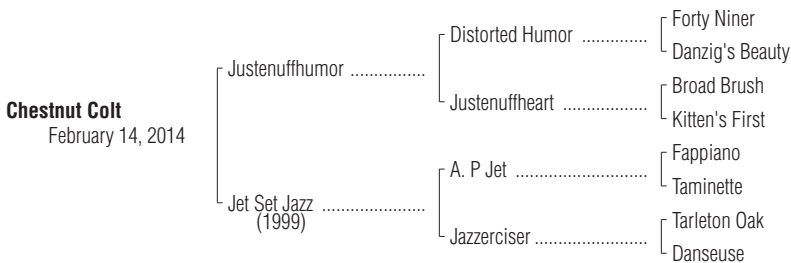 Forty Niner
Distorted Humor ..............
Danzig's Beauty
Justenuffhumor ................
Broad Brush
Justenuffheart ..................
Kitten's First
Chestnut Colt
February 14, 2014
Fappiano
A. P Jet ............................
Taminette
Jet Set Jazz ......................
(1999)
Tarleton Oak
Jazzerciser ........................
Danseuse